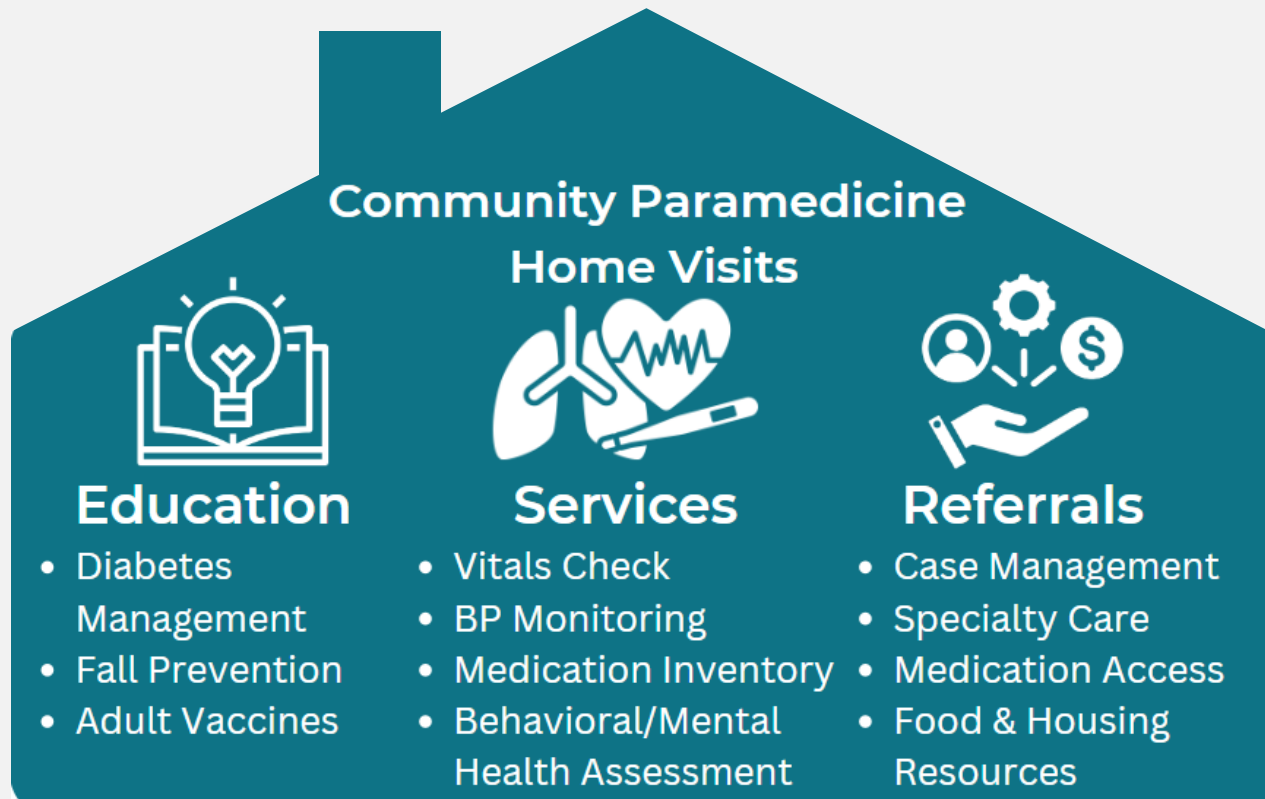 Community Paramedicine
Home Visits
Education
• Diabetes
Management
• Fall Prevention
• Adult Vaccines
Services
• Vitals Check
• BP Monitoring
• Medication Inventory
• Behavioral/Mental
Health Assessment
Referrals
• Case Management
• Specialty Care
• Medication Access
• Food & Housing
Resources
$